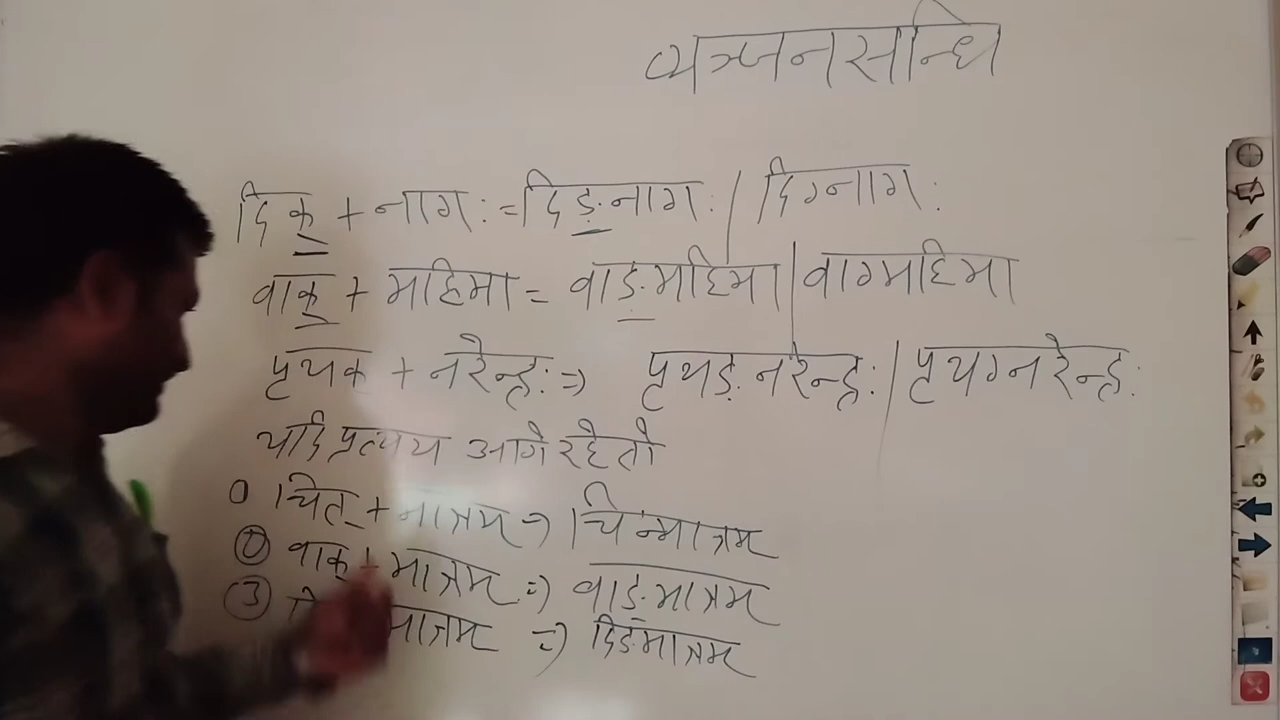 व्यञ्जनसन्धि
दिक् + नागः = दिङ्नागः / दिग्नागः
वाक् + महिमा = वाङ्महिमा / वाग्महिमा
पृथक् + नरेन्द्रः => पृथङ् नरेन्द्रः / पृथग्नरेन्द्रः
यदि प्रत्यय आगे रहे तो
① चित् + मात्रम् => चिन्मात्रम्
② वाक् + मात्रम् => वाङ्मात्रम्
③ मात्रम् => दिङ्मात्रम्